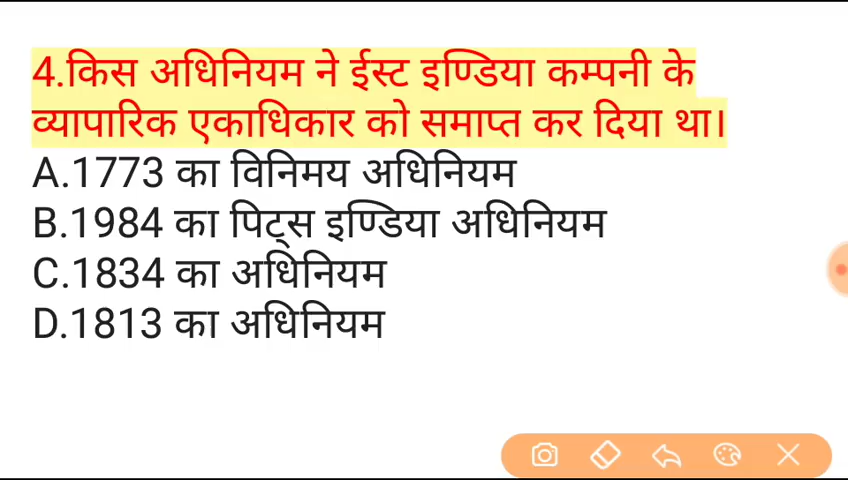 4.किस अधिनियम ने ईस्ट इण्डिया कम्पनी के
व्यापारिक एकाधिकार को समाप्त कर दिया था।
A.1773 का विनिमय अधिनियम
B.1984 का पिट्स इण्डिया अधिनियम
C.1834 का अधिनियम
D.1813 का अधिनियम